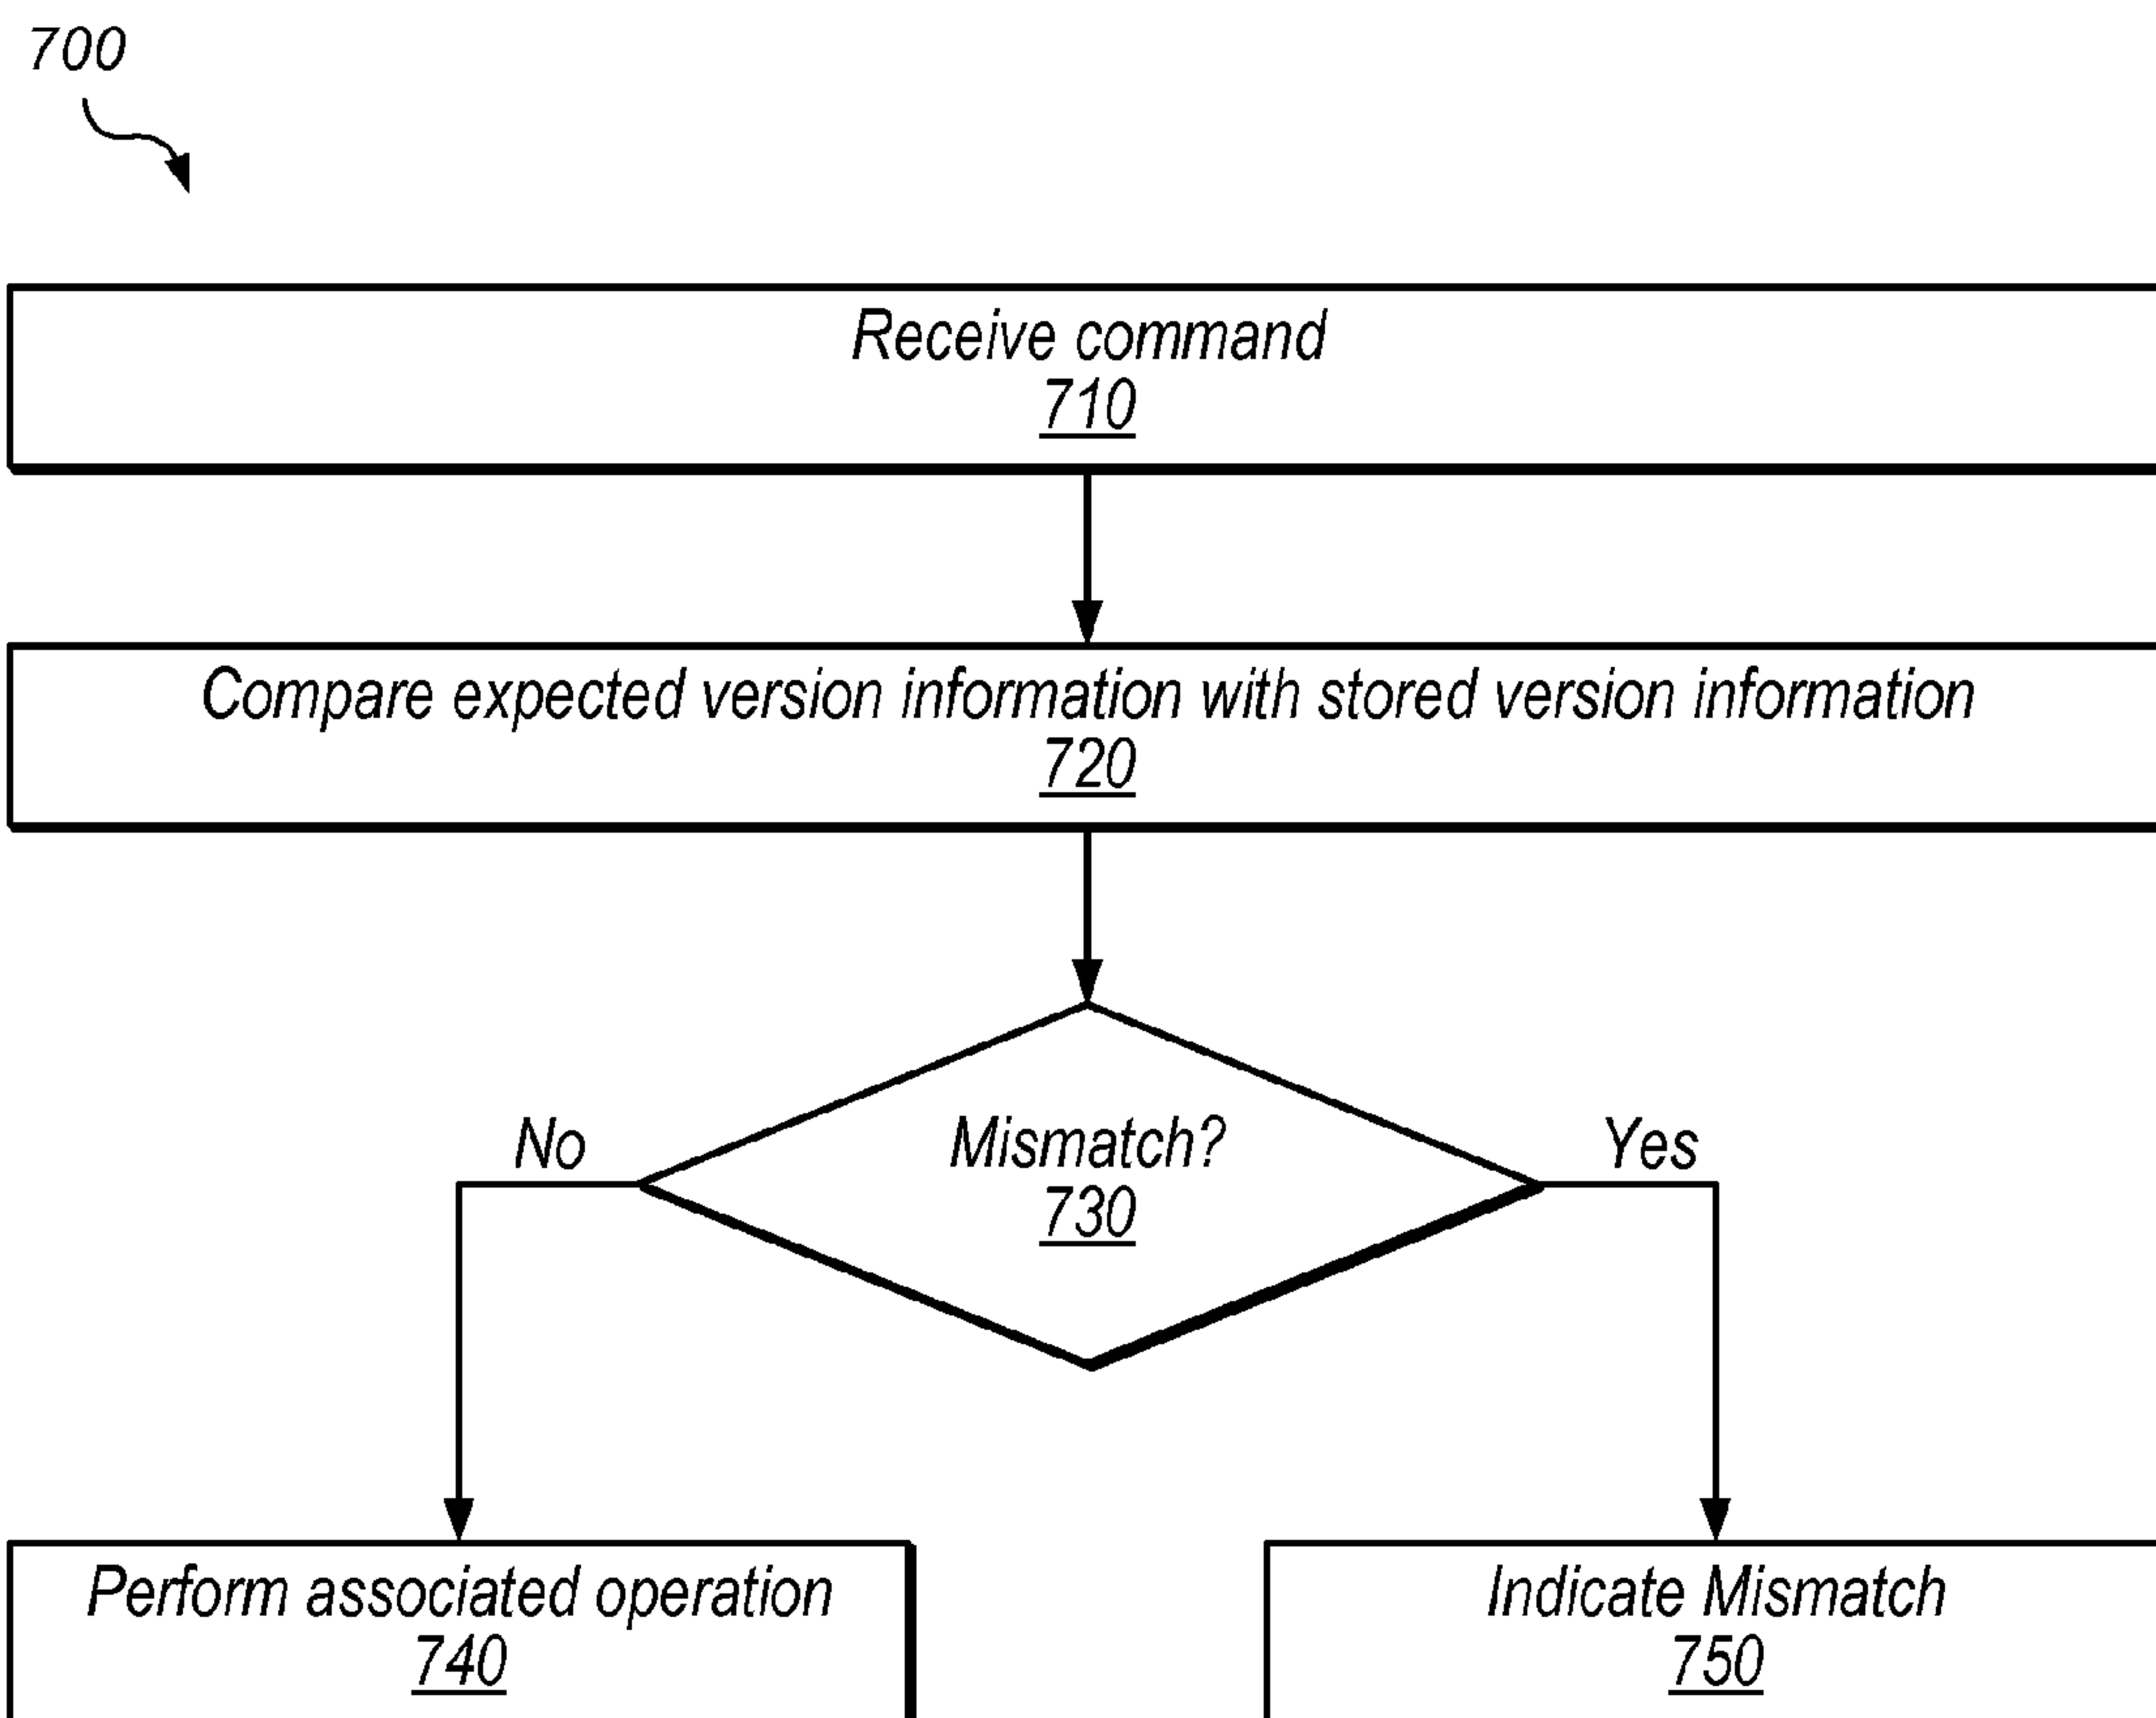 700
Receive command
710
Compare expected version information with stored version information
720
No
Mismatch?
Yes
730
Perform associated operation
740
Indicate Mismatch
750